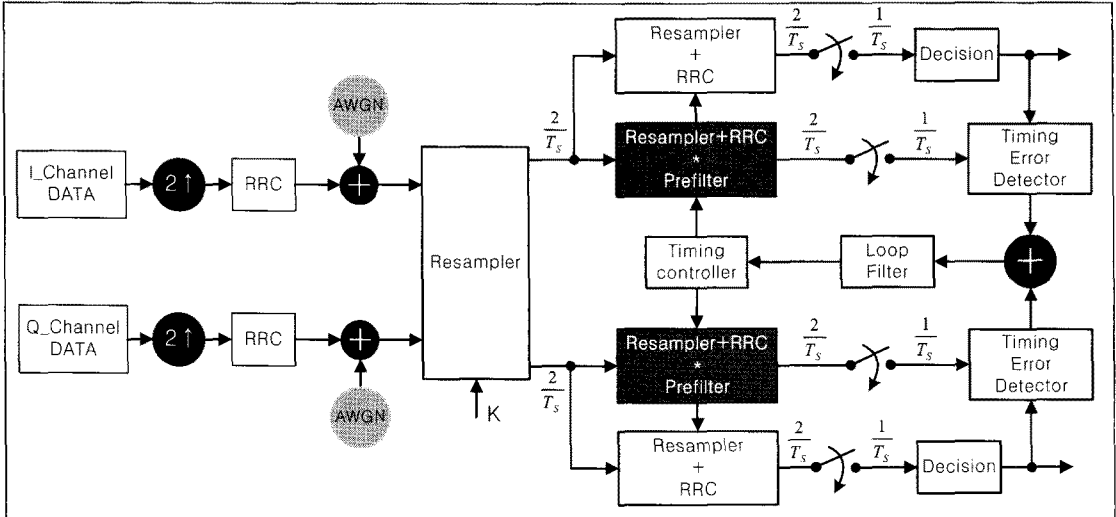 Resampler
+
RRC
2/T_S
1/T_S
Decision
AWGN
2/T_S
Resampler+RRC
*
Prefilter
2/T_S
1/T_S
Timing
Error
Detector
I_Channel
DATA
2↑
RRC
+
Resampler
Timing
controller
Loop
Filter
+
Q_Channel
DATA
2↑
RRC
+
AWGN
K
2/T_S
Resampler+RRC
*
Prefilter
2/T_S
1/T_S
Timing
Error
Detector
Resampler
+
RRC
2/T_S
1/T_S
Decision